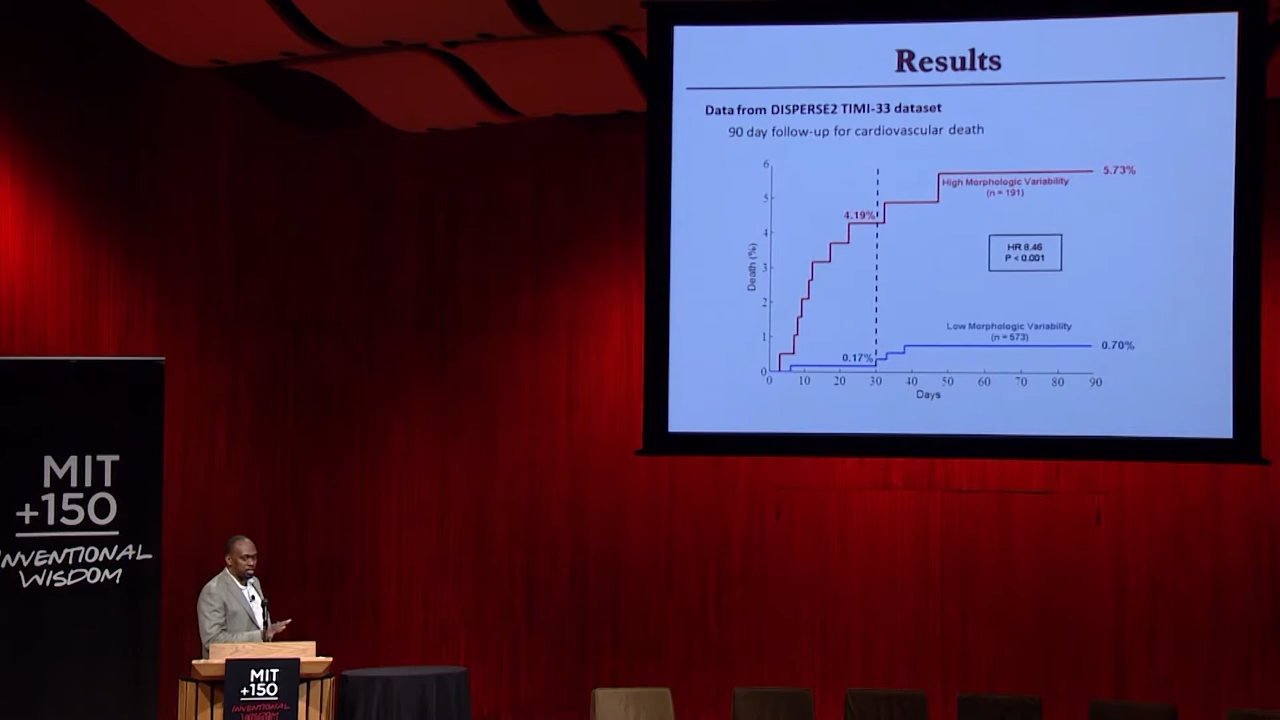 Results
Data from DISPERSE2 TIMI-33 dataset
90 day follow-up for cardiovascular death
6
5.73%
High Morphologic Variability
(n = 191)
5
4.19%
4
HR 8.46
P < 0.001
Death (%)
3
2
Low Morphologic Variability
(n = 573)
1
0.70%
0.17%
0
0 10 20 30 40 50 60 70 80 90
Days
MIT
+150
INVENTIONAL
WISDOM
MIT
+150
INVENTIONAL
WISDOM